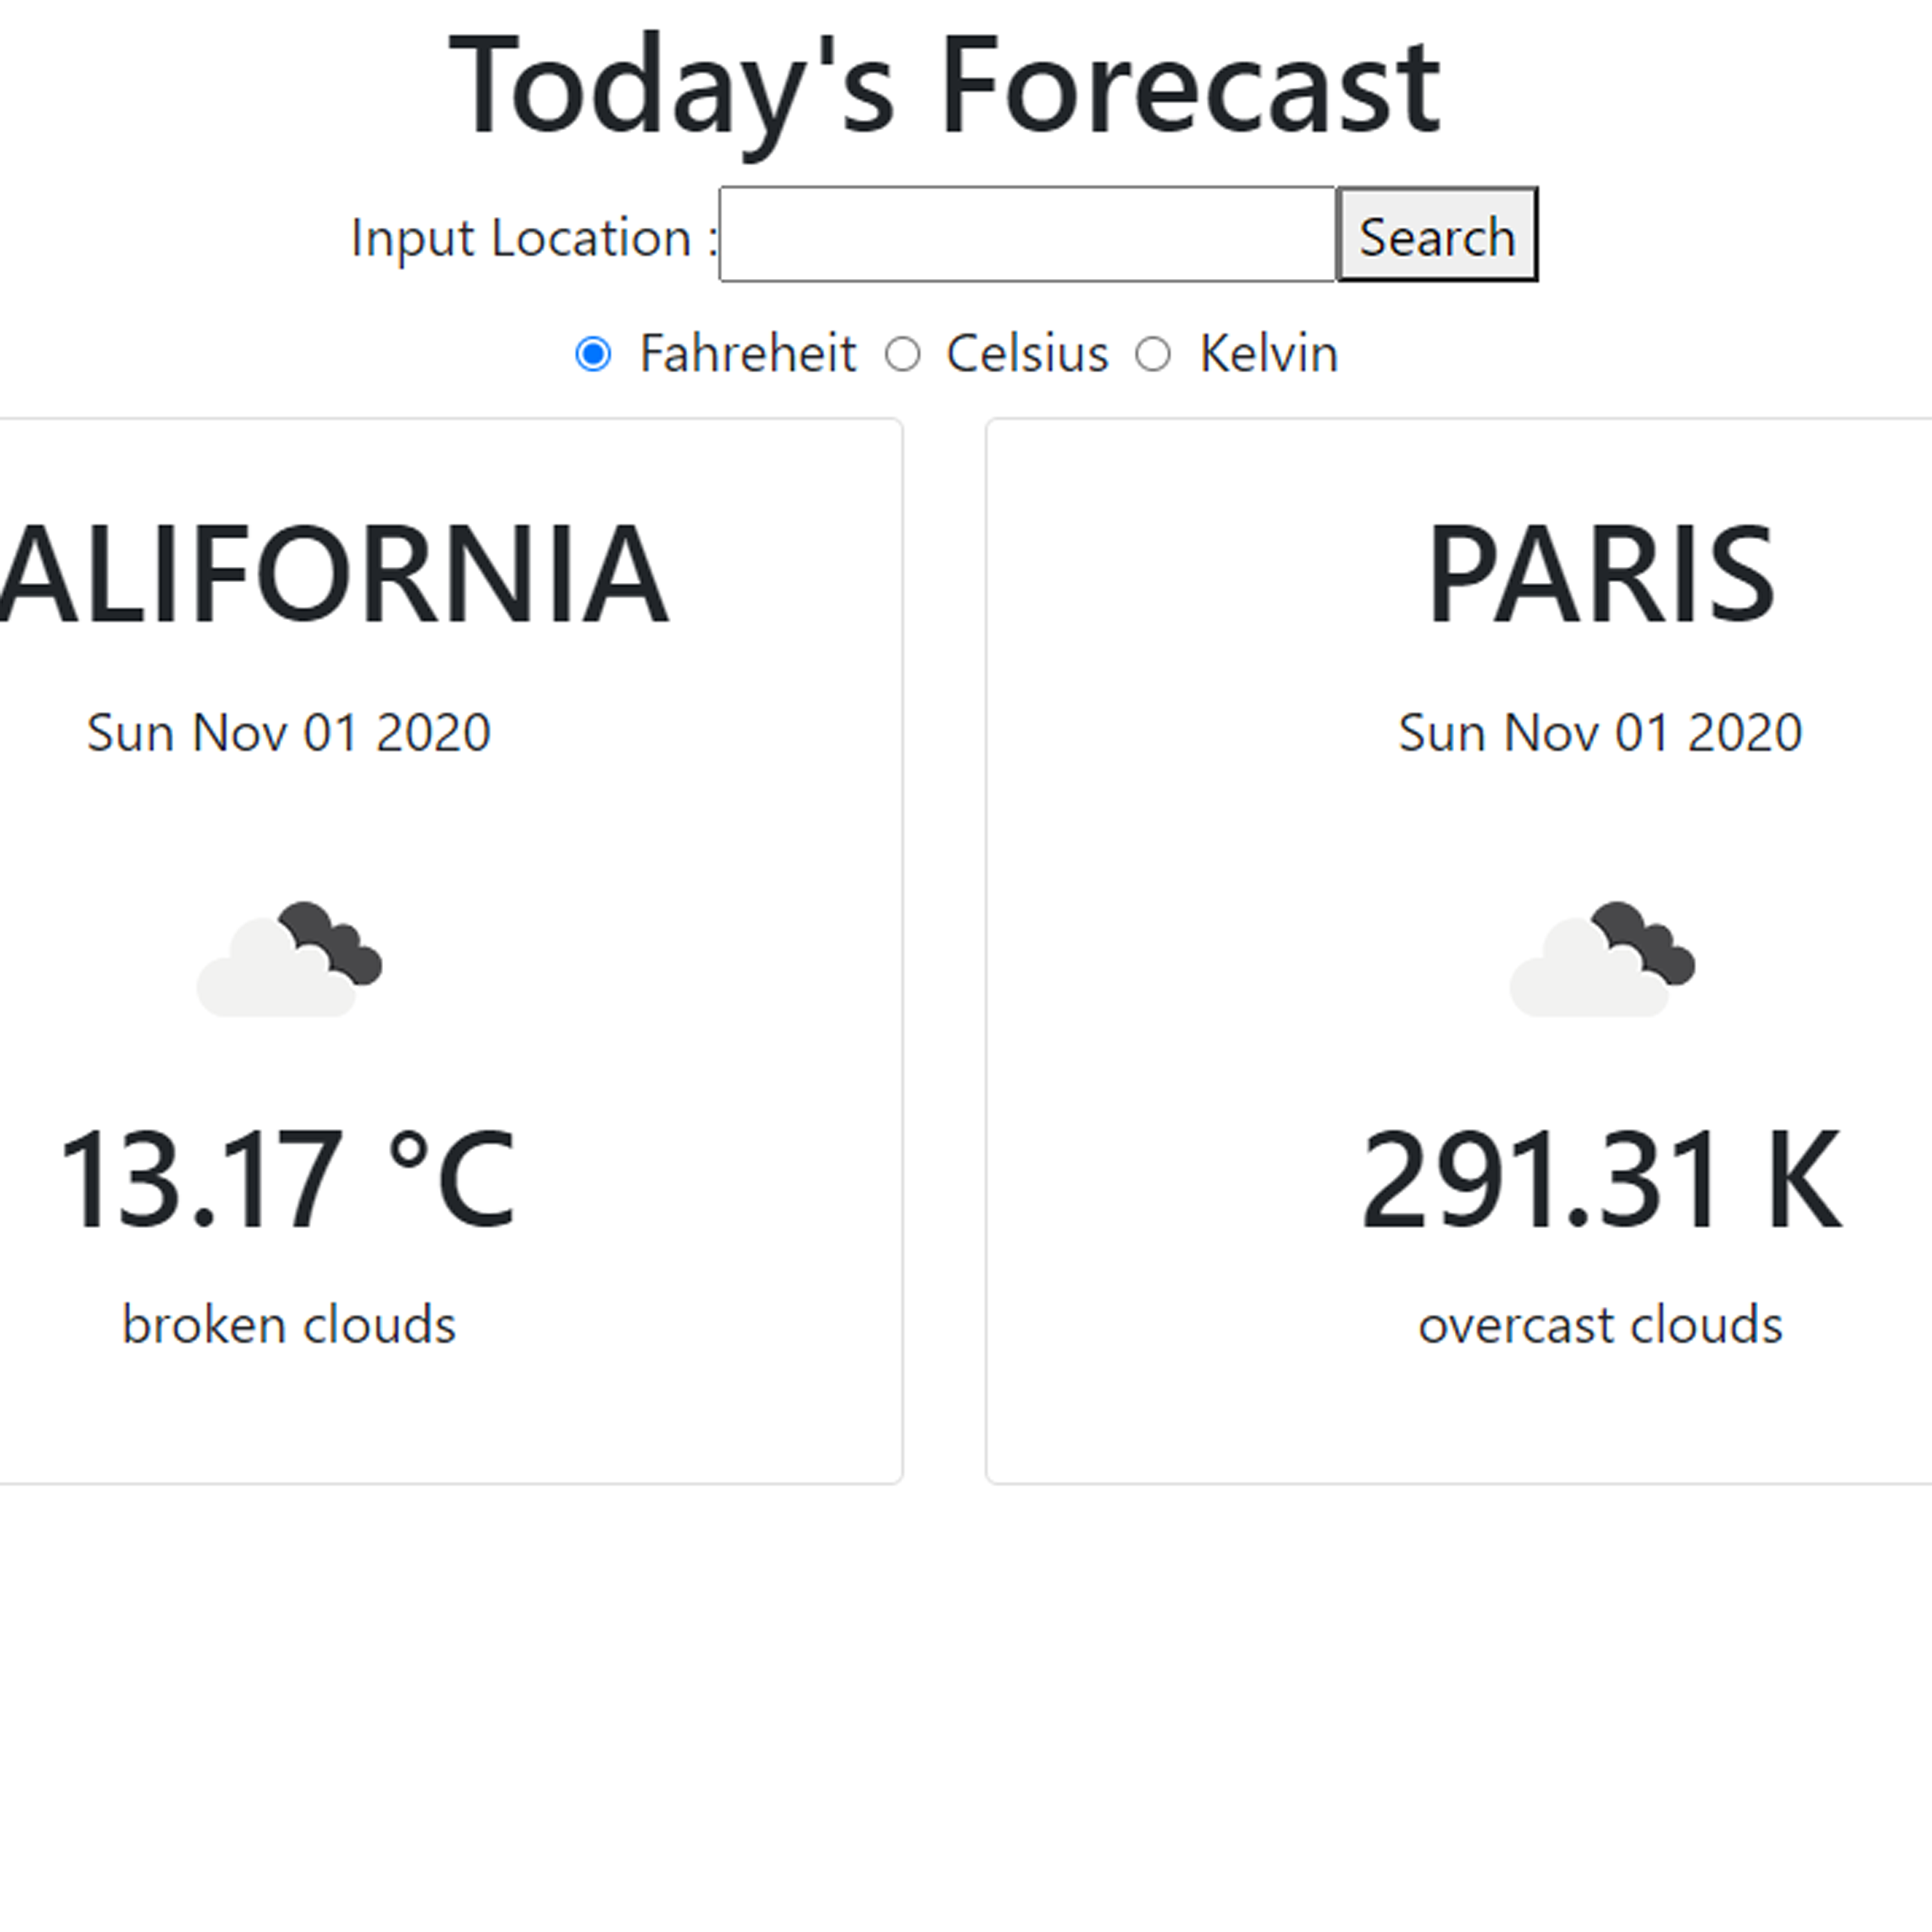 Today's Forecast
Input Location : Search
Fahreheit Celsius Kelvin
ALIFORNIA
Sun Nov 01 2020
13.17 °C
broken clouds
PARIS
Sun Nov 01 2020
291.31 K
overcast clouds